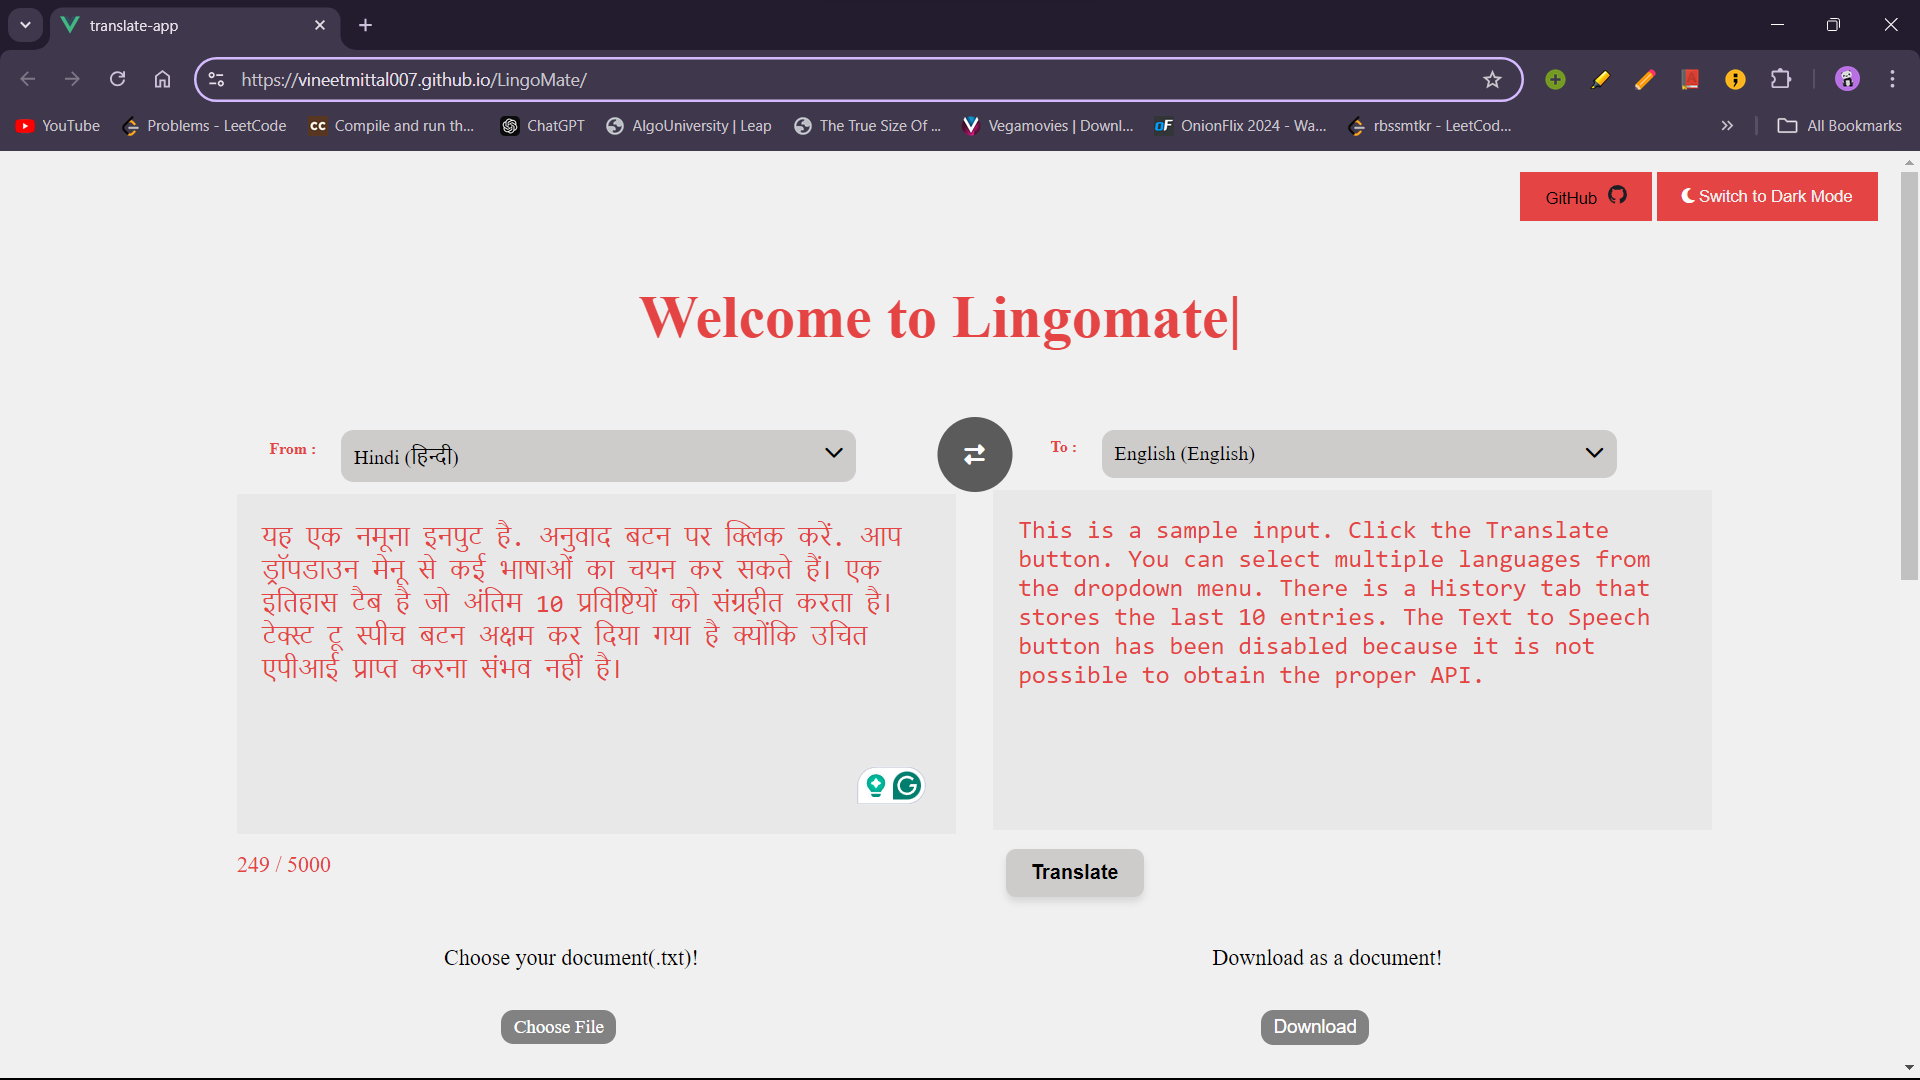 translate-app
https://vineetmittal007.github.io/LingoMate/
YouTube
Problems - LeetCode
cc Compile and run th...
ChatGPT
AlgoUniversity | Leap
The True Size Of ...
Vegamovies | Downl...
oF OnionFlix 2024 - Wa...
rbssmtkr - LeetCod...
All Bookmarks
GitHub
Switch to Dark Mode
Welcome to Lingomate|
From :
Hindi (हिन्दी)
To :
English (English)
यह एक नमूना इनपुट है. अनुवाद बटन पर क्लिक करें. आप
ड्रॉपडाउन मेनू से कई भाषाओं का चयन कर सकते हैं। एक
इतिहास टैब है जो अंतिम 10 प्रविष्टियों को संग्रहीत करता है।
टेक्स्ट टू स्पीच बटन अक्षम कर दिया गया है क्योंकि उचित
एपीआई प्राप्त करना संभव नहीं है।
This is a sample input. Click the Translate
button. You can select multiple languages from
the dropdown menu. There is a History tab that
stores the last 10 entries. The Text to Speech
button has been disabled because it is not
possible to obtain the proper API.
249 / 5000
Translate
Choose your document(.txt)!
Download as a document!
Choose File
Download